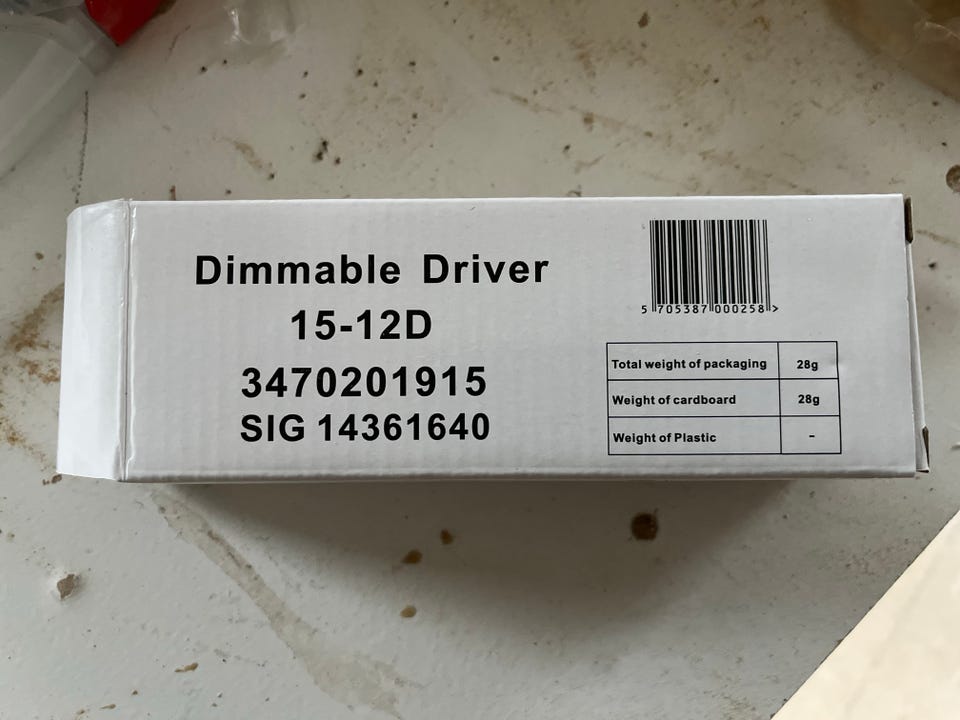 Dimmable Driver
15-12D
3470201915
SIG 14361640
5 705387 000258 >
Total weight of packaging 28g
Weight of cardboard 28g
Weight of Plastic -